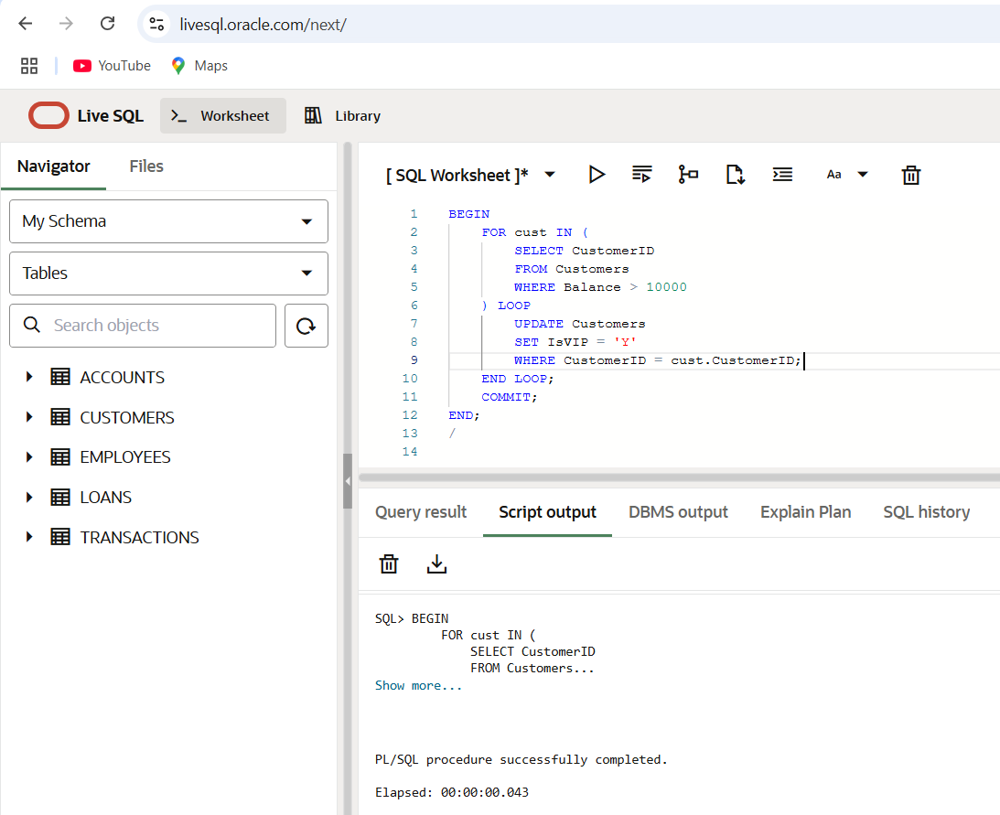 livesql.oracle.com/next/
YouTube
Maps
Live SQL
Worksheet
Library
Navigator
Files
My Schema
Tables
Search objects
ACCOUNTS
CUSTOMERS
EMPLOYEES
LOANS
TRANSACTIONS
[ SQL Worksheet ]*
Aa
1 BEGIN
2 FOR cust IN (
3 SELECT CustomerID
4 FROM Customers
5 WHERE Balance > 10000
6 ) LOOP
7 UPDATE Customers
8 SET IsVIP = 'Y'
9 WHERE CustomerID = cust.CustomerID;
10 END LOOP;
11 COMMIT;
12 END;
13 /
14
Query result
Script output
DBMS output
Explain Plan
SQL history
SQL> BEGIN
FOR cust IN (
SELECT CustomerID
FROM Customers...
Show more...
PL/SQL procedure successfully completed.
Elapsed: 00:00:00.043